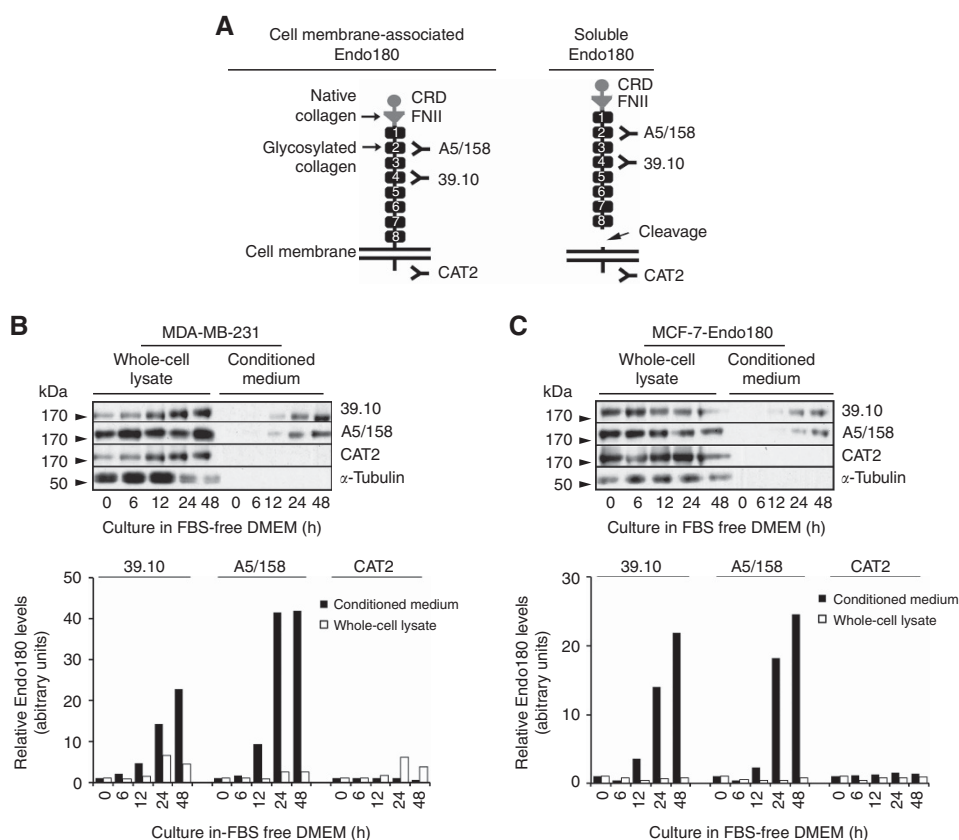 A
Cell membrane-associated
Endo180
Soluble
Endo180
Native
collagen
CRD
FNII
Glycosylated
collagen
1
2
3
4
5
6
7
8
A5/158
39.10
Cell membrane
CAT2
CRD
FNII
1
2
3
4
5
6
7
8
A5/158
39.10
Cleavage
CAT2
B
MDA-MB-231
Whole-cell
lysate
Conditioned
medium
kDa
170
39.10
170
A5/158
170
CAT2
50
α-Tubulin
0 6 12 24 48 0 6 12 24 48
Culture in FBS-free DMEM (h)
39.10 A5/158 CAT2
Relative Endo180 levels
(abitrary units)
50
40
30
20
10
0
Conditioned medium
Whole-cell lysate
0 6 12 24 48 0 6 12 24 48 0 6 12 24 48
Culture in-FBS free DMEM (h)
C
MCF-7-Endo180
Whole-cell
lysate
Conditioned
medium
kDa
170
39.10
170
A5/158
170
CAT2
50
α-Tubulin
0 6 12 24 48 0 6 12 24 48
Culture in FBS-free DMEM (h)
39.10 A5/158 CAT2
Relative Endo180 levels
(abitrary units)
30
20
10
0
Conditioned medium
Whole-cell lysate
0 6 12 24 48 0 6 12 24 48 0 6 12 24 48
Culture in FBS-free DMEM (h)